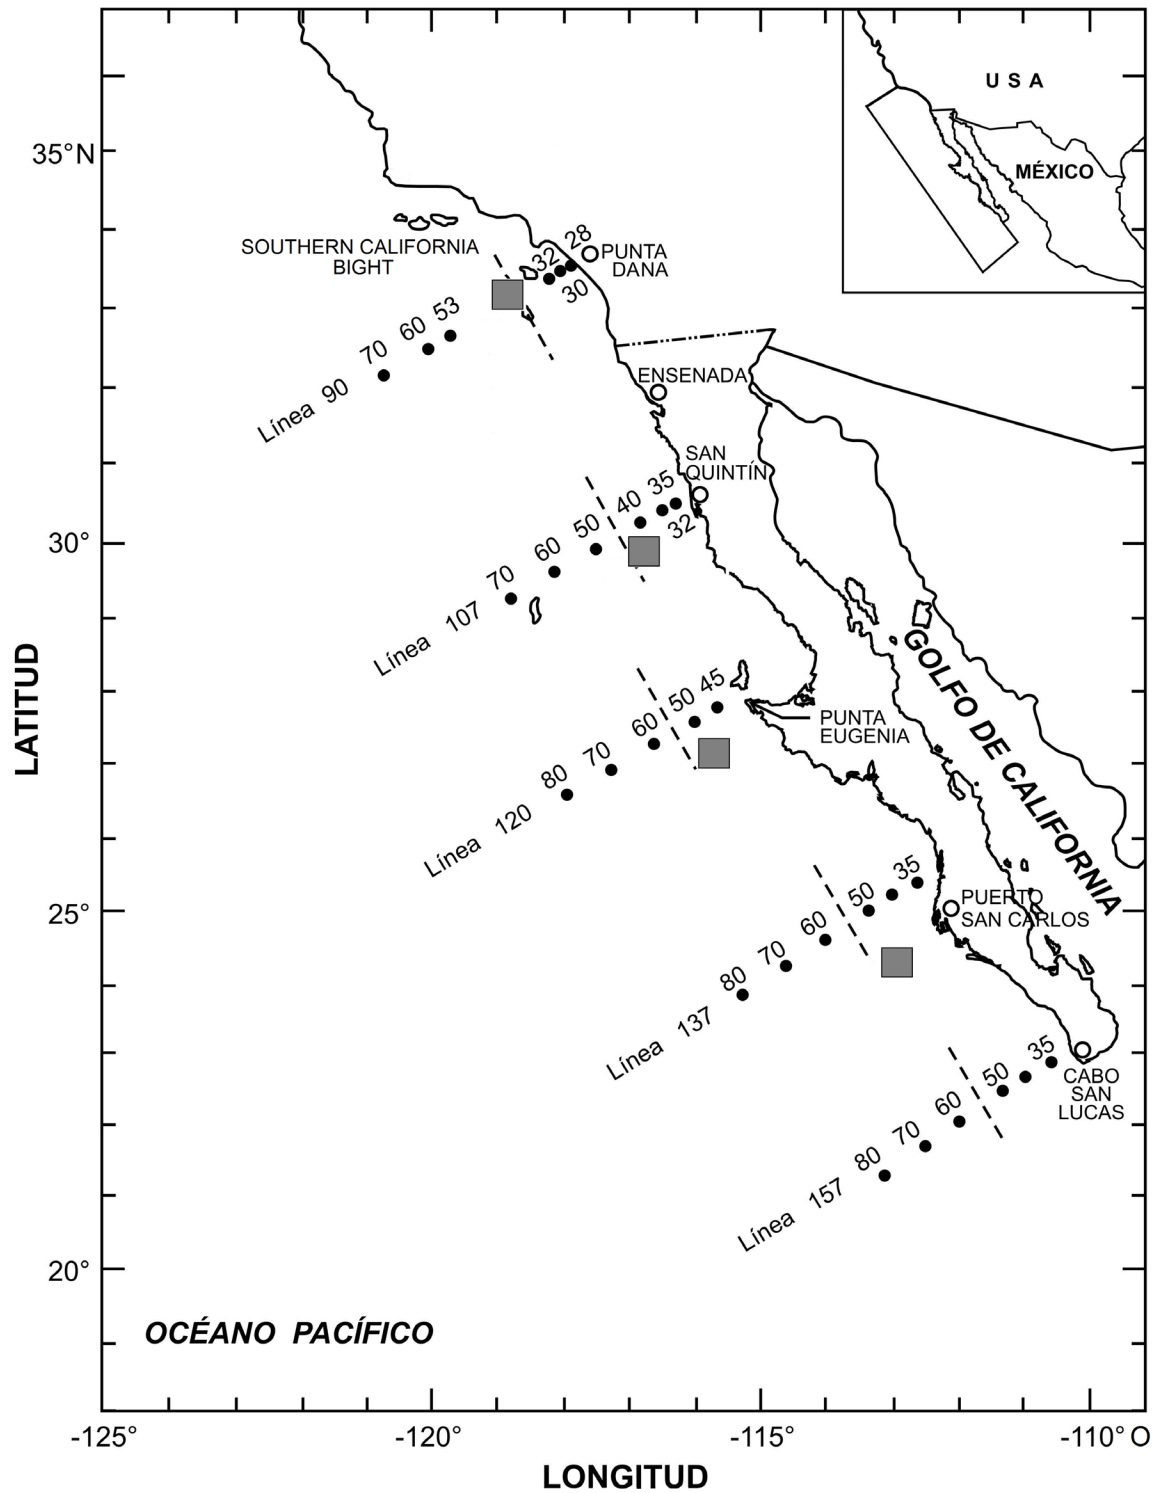 U S A
MÉXICO
35°N
SOUTHERN CALIFORNIA
BIGHT
28
32
30
PUNTA
DANA
53
60
70
Línea 90
ENSENADA
SAN
QUINTÍN
35
32
40
50
60
70
Línea 107
30°
GOLFO DE CALIFORNIA
45
50
60
70
80
Línea 120
PUNTA
EUGENIA
LATITUD
35
50
60
70
80
Línea 137
25°
PUERTO
SAN CARLOS
35
50
60
70
80
Línea 157
CABO
SAN
LUCAS
20°
OCÉANO PACÍFICO
-125°
-120°
-115°
-110° O
LONGITUD